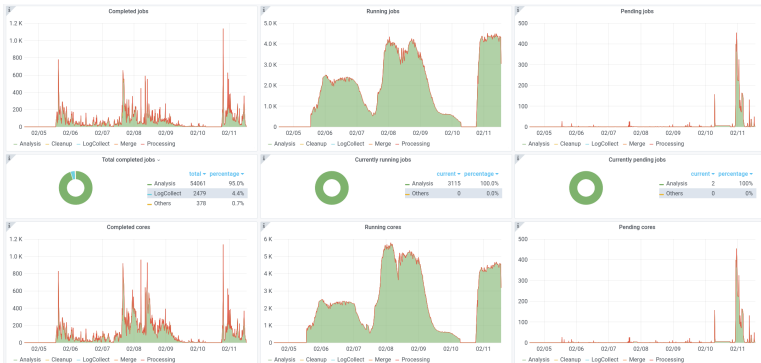 Completed jobs
1.2 K
1.0 K
800
600
400
200
0
02/05 02/06 02/07 02/08 02/09 02/10 02/11
Analysis Cleanup LogCollect Merge Processing
Running jobs
5.0 K
4.0 K
3.0 K
2.0 K
1.0 K
0
02/05 02/06 02/07 02/08 02/09 02/10 02/11
Analysis Cleanup LogCollect Merge Processing
Pending jobs
500
400
300
200
100
0
02/05 02/06 02/07 02/08 02/09 02/10 02/11
Analysis Cleanup LogCollect Merge Processing
Total completed jobs
total percentage
Analysis 54061 95.0%
LogCollect 2479 4.4%
Others 378 0.7%
Currently running jobs
current percentage
Analysis 3115 100.0%
Others 0 0.0%
Currently pending jobs
current percentage
Analysis 2 100%
Others 0 0%
Completed cores
1.2 K
1.0 K
800
600
400
200
0
02/05 02/06 02/07 02/08 02/09 02/10 02/11
Analysis Cleanup LogCollect Merge Processing
Running cores
6 K
5 K
4 K
3 K
2 K
1 K
0
02/05 02/06 02/07 02/08 02/09 02/10 02/11
Analysis Cleanup LogCollect Merge Processing
Pending cores
500
400
300
200
100
0
02/05 02/06 02/07 02/08 02/09 02/10 02/11
Analysis Cleanup LogCollect Merge Processing